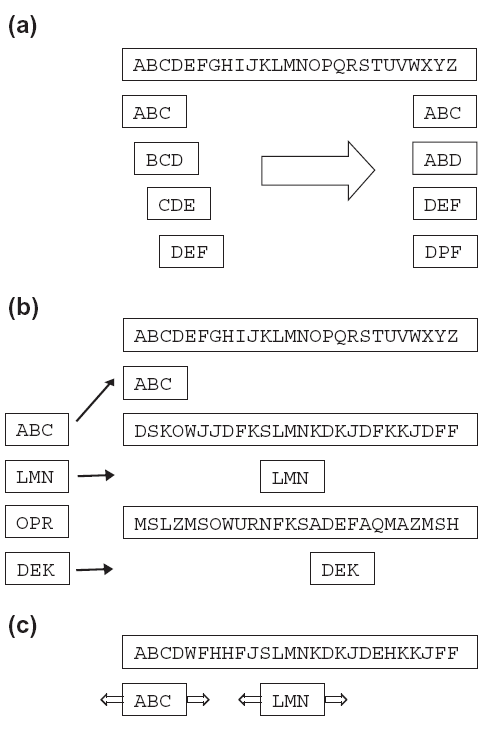 (a)
ABCDEFGHIJKLMNOPQRSTUVWXYZ
ABC ABC
BCD ABD
CDE DEF
DEF DPF
(b)
ABCDEFGHIJKLMNOPQRSTUVWXYZ
ABC
ABC DSKOWJJDFKSLMNKDKJDFKKJDFF
LMN LMN
OPR MSLZMSOWURNFKSADEFAQMAZMSH
DEK DEK
(c)
ABCDWFHHFJSLMNKDKJDEHKKJFF
ABC LMN